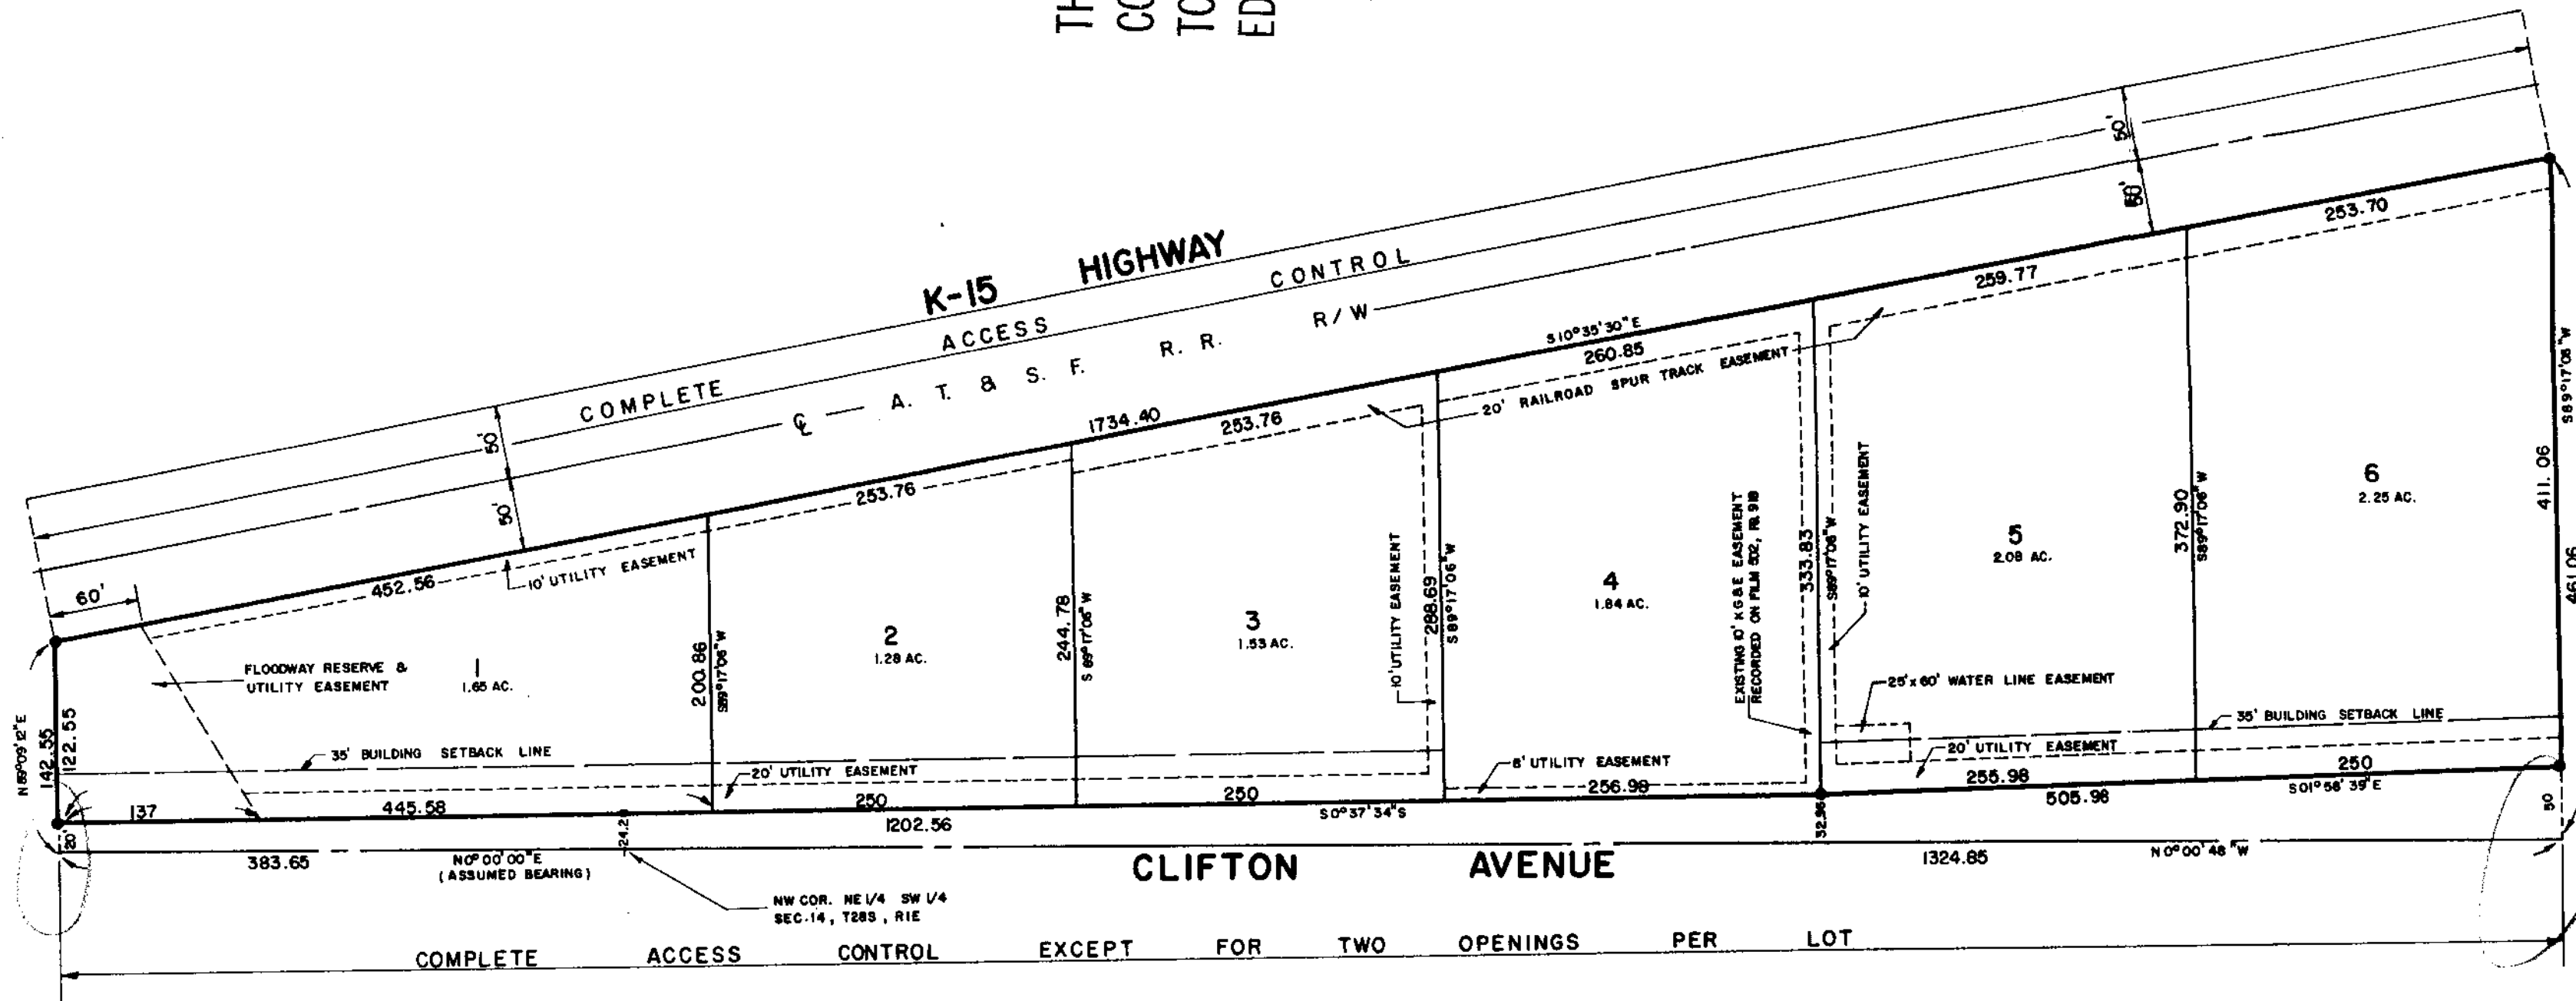 TH
CO
TO
ED
K-15 HIGHWAY
COMPLETE ACCESS CONTROL
℄ A. T. & S. F. R. R. R/W
50'
50'
50'
1734.40
S10°35'30"E
452.56
253.76
253.76
260.85
259.77
253.70
60'
10' UTILITY EASEMENT
20' RAILROAD SPUR TRACK EASEMENT
FLOODWAY RESERVE &
UTILITY EASEMENT
1
1.65 AC.
2
1.28 AC.
3
1.53 AC.
4
1.84 AC.
5
2.08 AC.
6
2.25 AC.
N89°09'12"E
142.55
122.55
200.86
S89°17'06"W
244.78
S 89°17'06"W
10' UTILITY EASEMENT
288.69
S 89°17'06"W
EXISTING 10' KG&E EASEMENT
RECORDED ON FILM 502, PG. 918
333.83
S89°17'06"W
10' UTILITY EASEMENT
372.90
S89°17'06"W
411.06
S89°17'06"W
461.06
25'x60' WATER LINE EASEMENT
35' BUILDING SETBACK LINE
35' BUILDING SETBACK LINE
20' UTILITY EASEMENT
8' UTILITY EASEMENT
20' UTILITY EASEMENT
137
445.58
250
250
256.98
255.98
250
1202.56
S0°37'34"S
505.98
S01°58'39"E
20'
24.2
32.96
50
383.65
N0°00'00"E
(ASSUMED BEARING)
CLIFTON AVENUE
1324.85
N0°00'48"W
NW COR. NE 1/4 SW 1/4
SEC.14, T28S, R1E
COMPLETE ACCESS CONTROL EXCEPT FOR TWO OPENINGS PER LOT